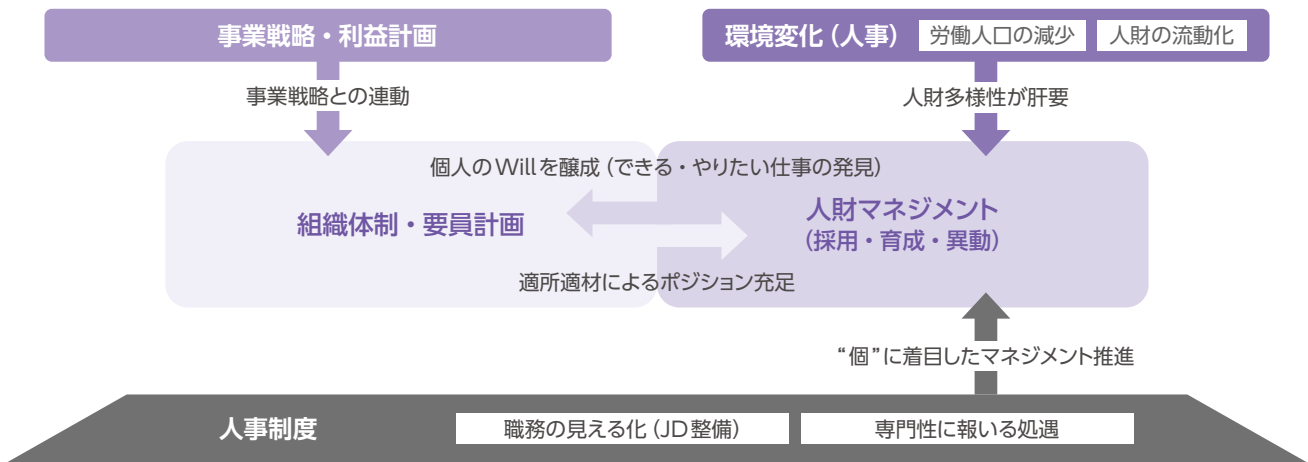 事業戦略・利益計画
環境変化（人事）
労働人口の減少
人財の流動化
事業戦略との連動
人財多様性が肝要
個人のWillを醸成（できる・やりたい仕事の発見）
組織体制・要員計画
人財マネジメント
（採用・育成・異動）
適所適材によるポジション充足
“個”に着目したマネジメント推進
人事制度
職務の見える化（JD整備）
専門性に報いる処遇